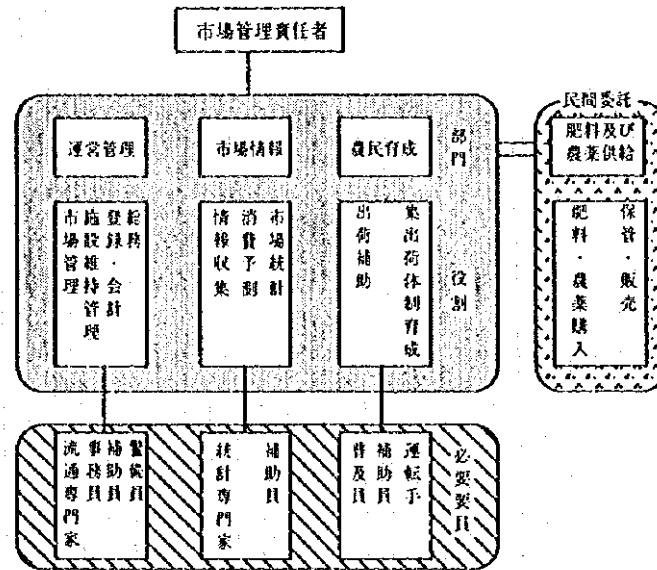 市場管理責任者
民間委託
運営管理
市場情報
農民育成
部門
肥料及び
農薬供給
総務
登録・会計
施設維持管理
市場管理
市場統計
消費予測
情報収集
集出荷体制育成
出荷補助
役割
保管・販売
肥料・農薬購入
警備員
補助員
事務員
流通専門家
補助員
統計専門家
運転手
補助員
普及員
必要要員